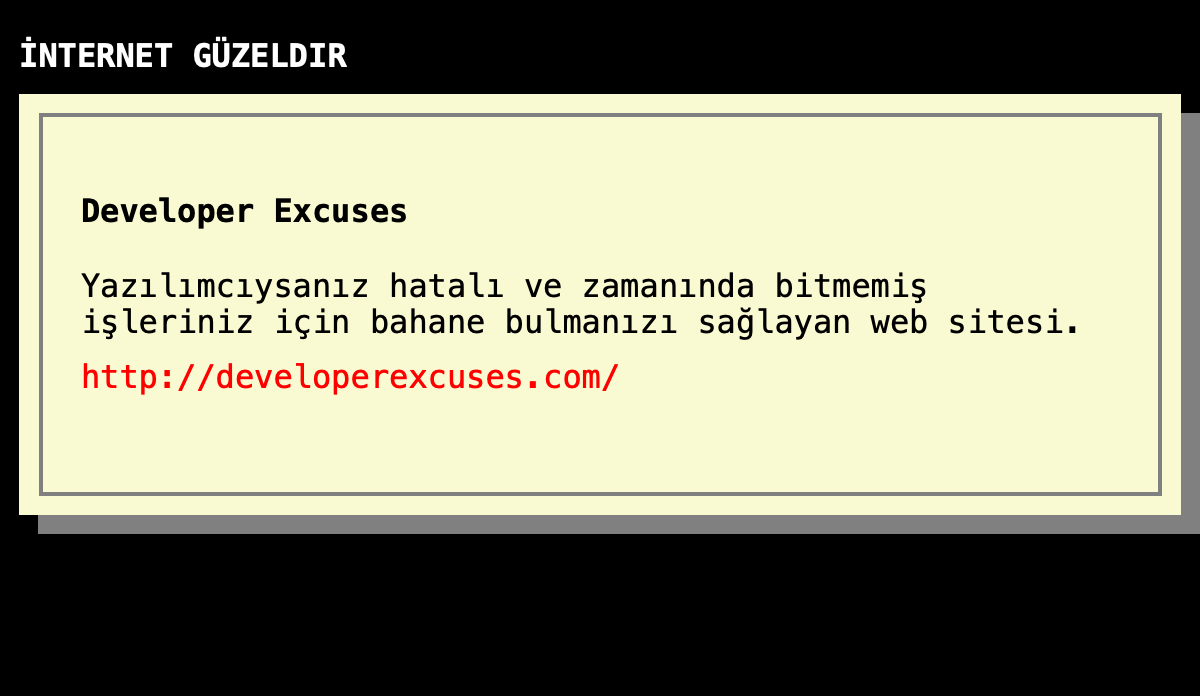 İNTERNET GÜZELDIR
Developer Excuses
Yazılımcıysanız hatalı ve zamanında bitmemiş
işleriniz için bahane bulmanızı sağlayan web sitesi.
http://developerexcuses.com/